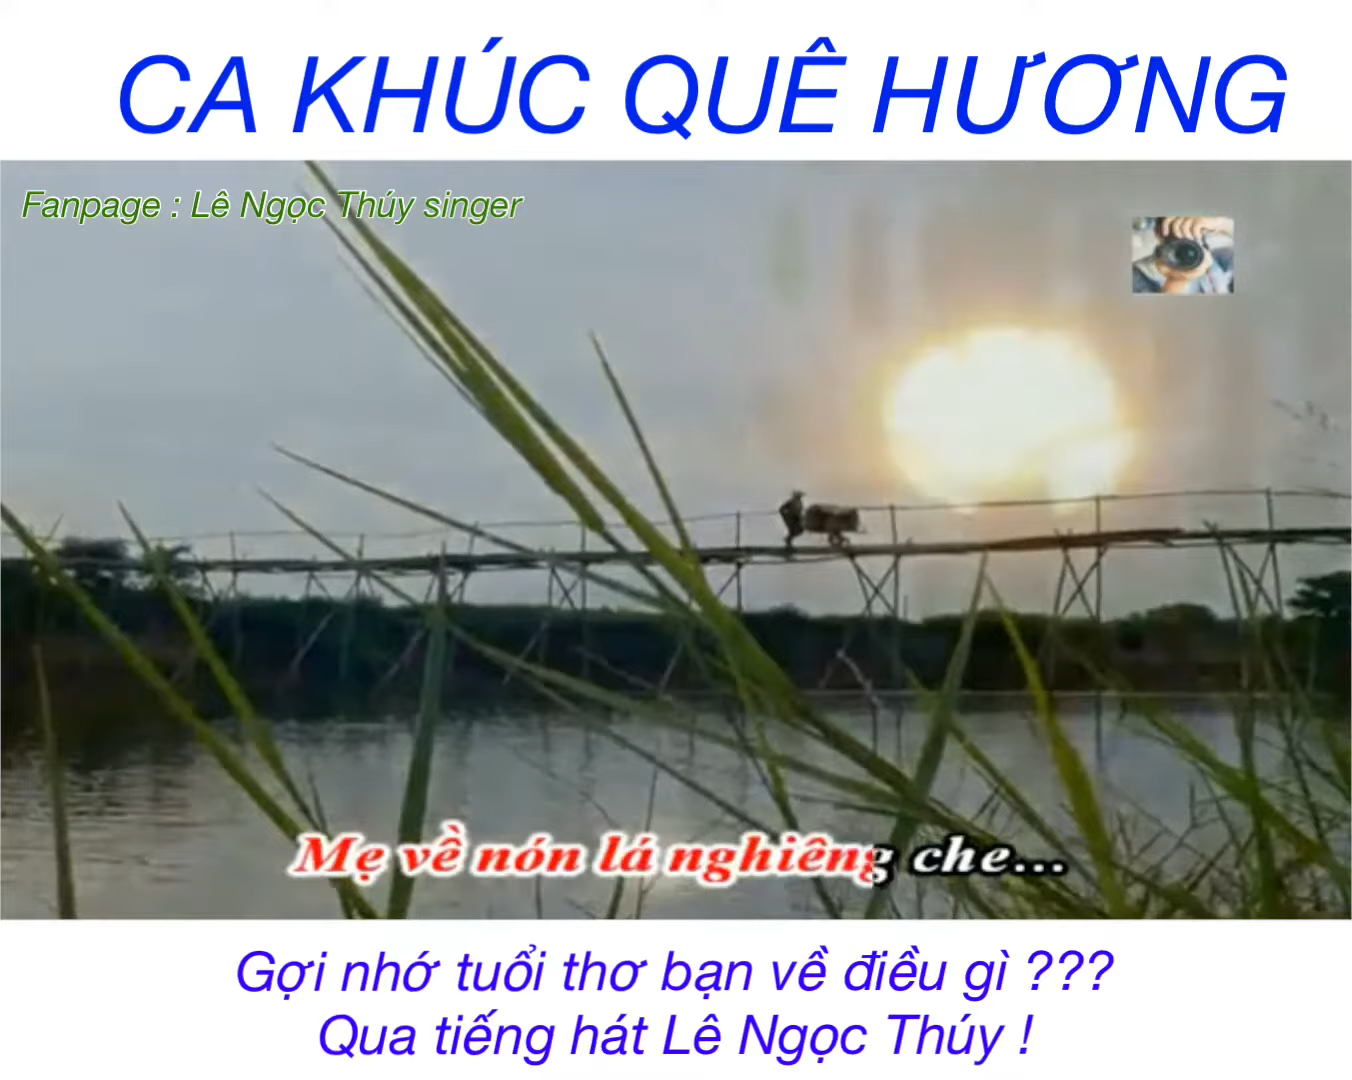 CA KHÚC QUÊ HƯƠNG
Fanpage : Lê Ngọc Thúy singer
Mẹ về nón lá nghiêng che...
Gợi nhớ tuổi thơ bạn về điều gì ???
Qua tiếng hát Lê Ngọc Thúy !